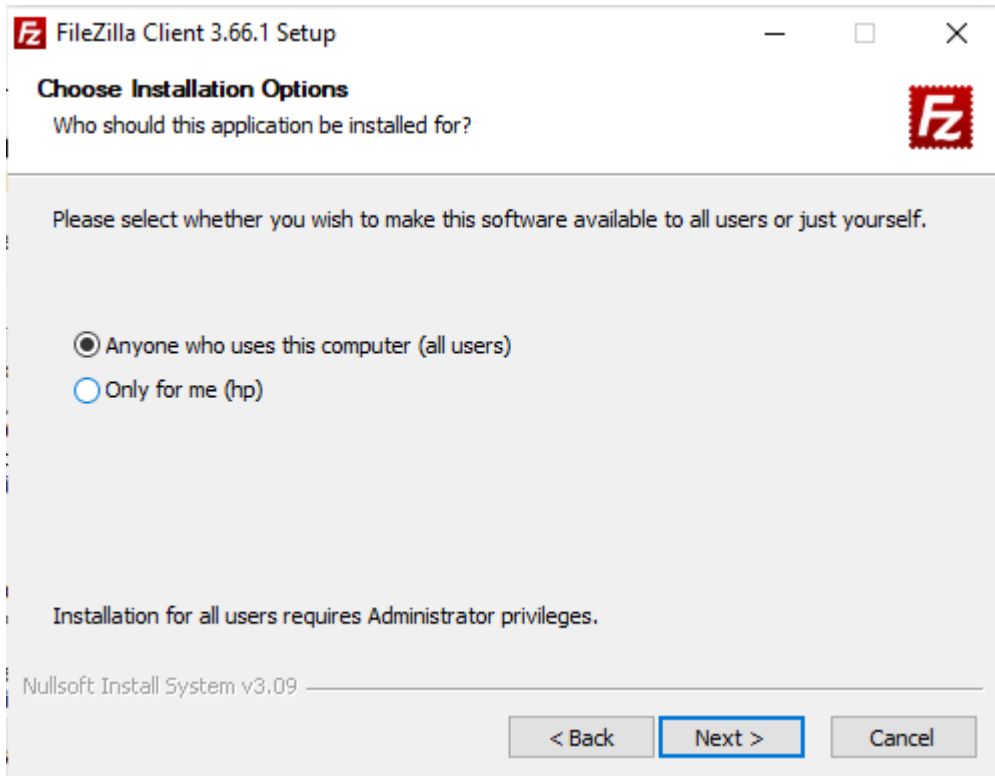 FileZilla Client 3.66.1 Setup
Choose Installation Options
Who should this application be installed for?
Fz
Please select whether you wish to make this software available to all users or just yourself.
Anyone who uses this computer (all users)
Only for me (hp)
Installation for all users requires Administrator privileges.
Nullsoft Install System v3.09
< Back Next > Cancel